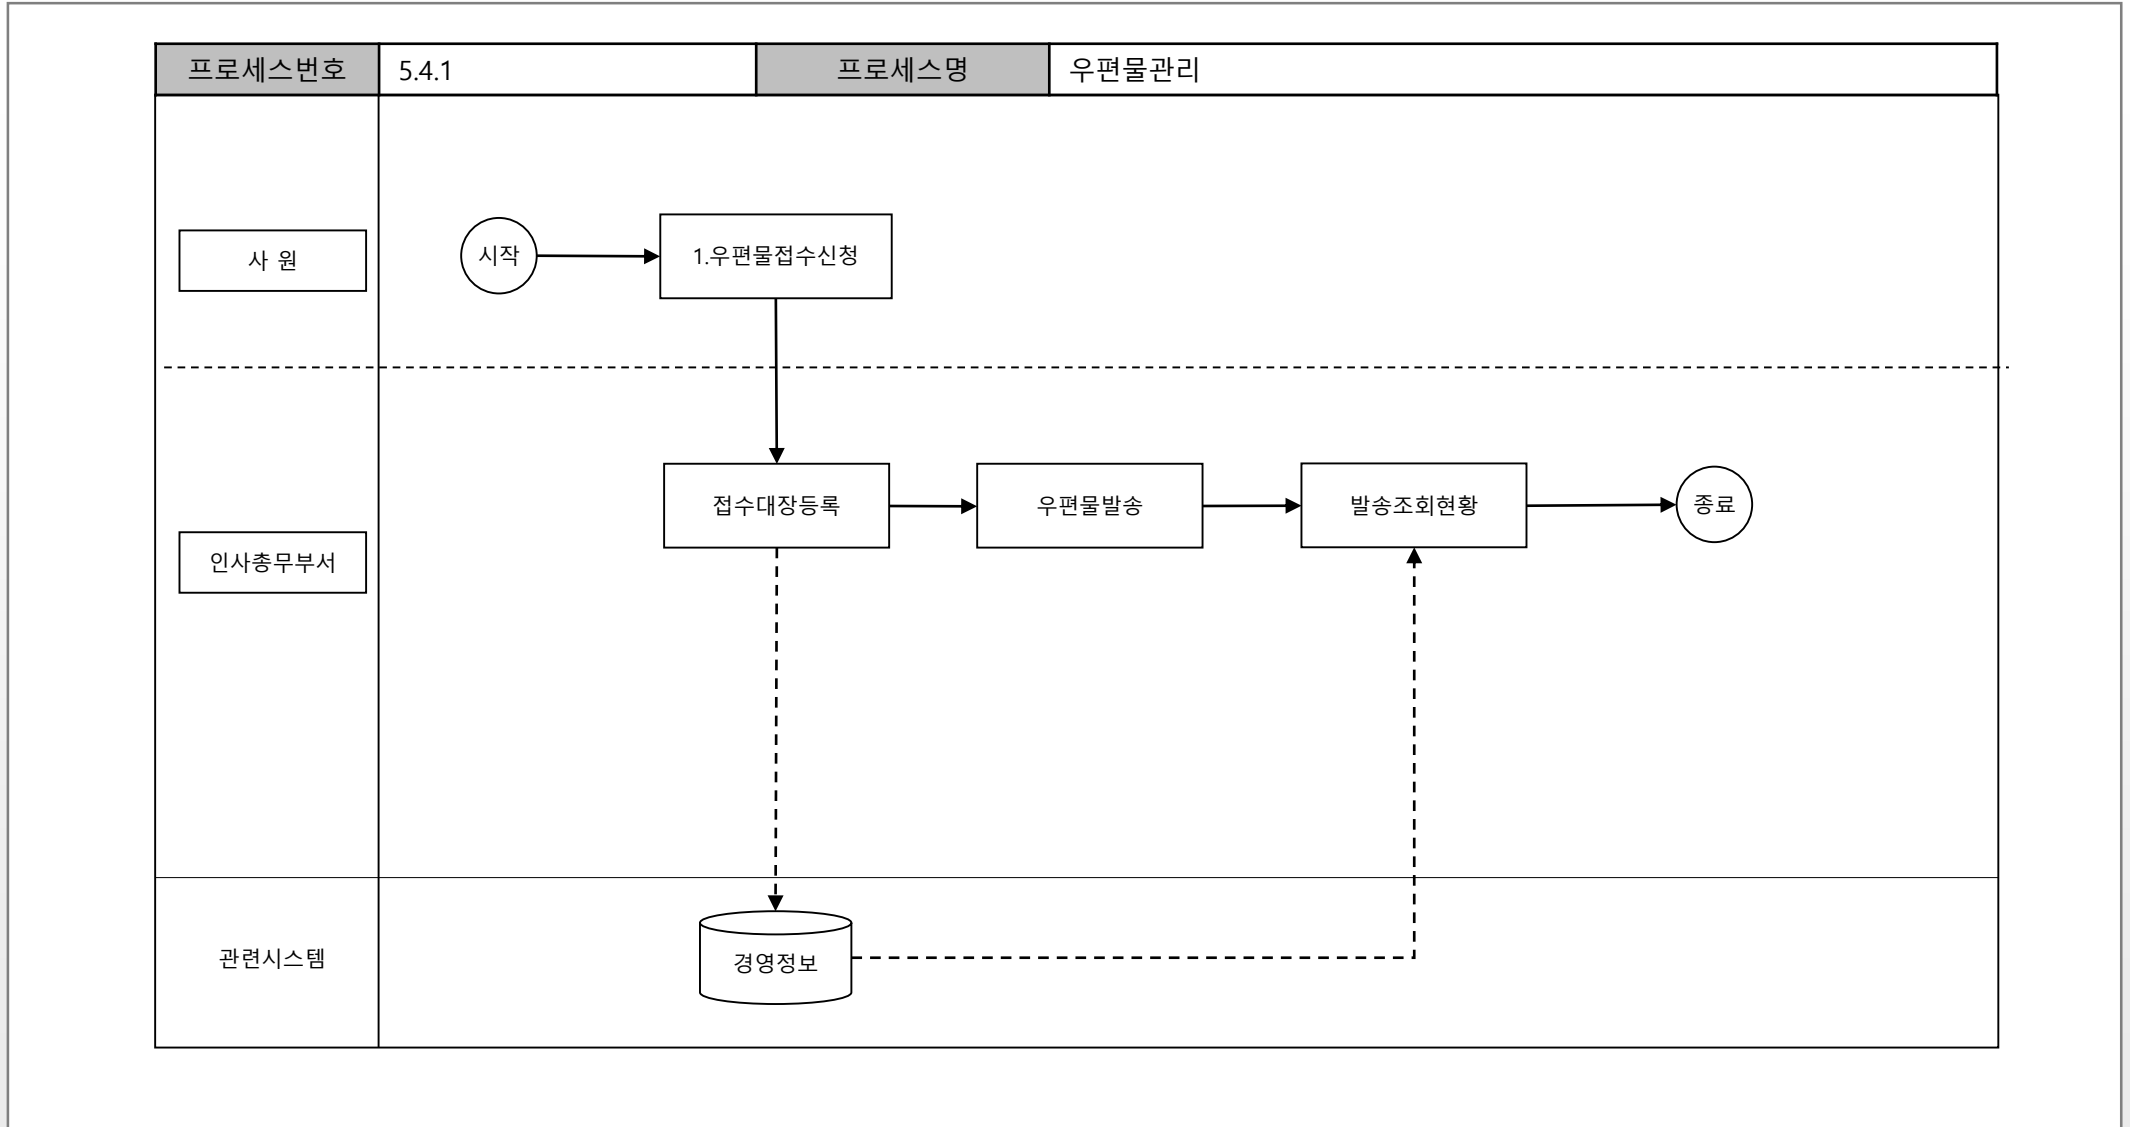 프로세스번호
5.4.1
프로세스명
우편물관리
사 원
시작
1.우편물접수신청
인사총무부서
접수대장등록
우편물발송
발송조회현황
종료
관련시스템
경영정보